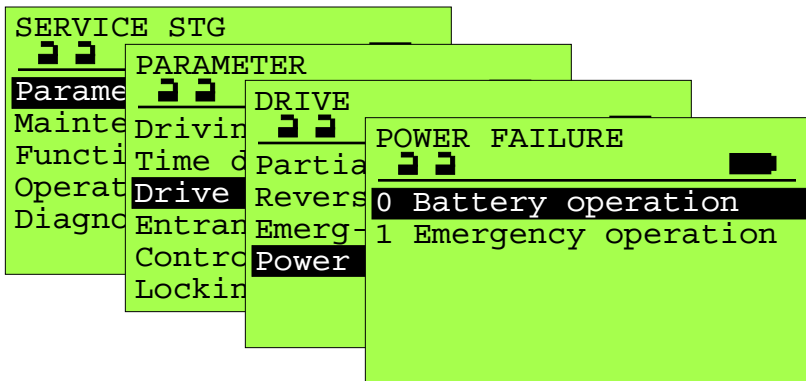 SERVICE STG
Parame
Mainte
Functi
Operat
Diagno
PARAMETER
Drivin
Time d
Drive
Entran
Contro
Lockin
DRIVE
Partia
Revers
Emerg-
Power
POWER FAILURE
0 Battery operation
1 Emergency operation